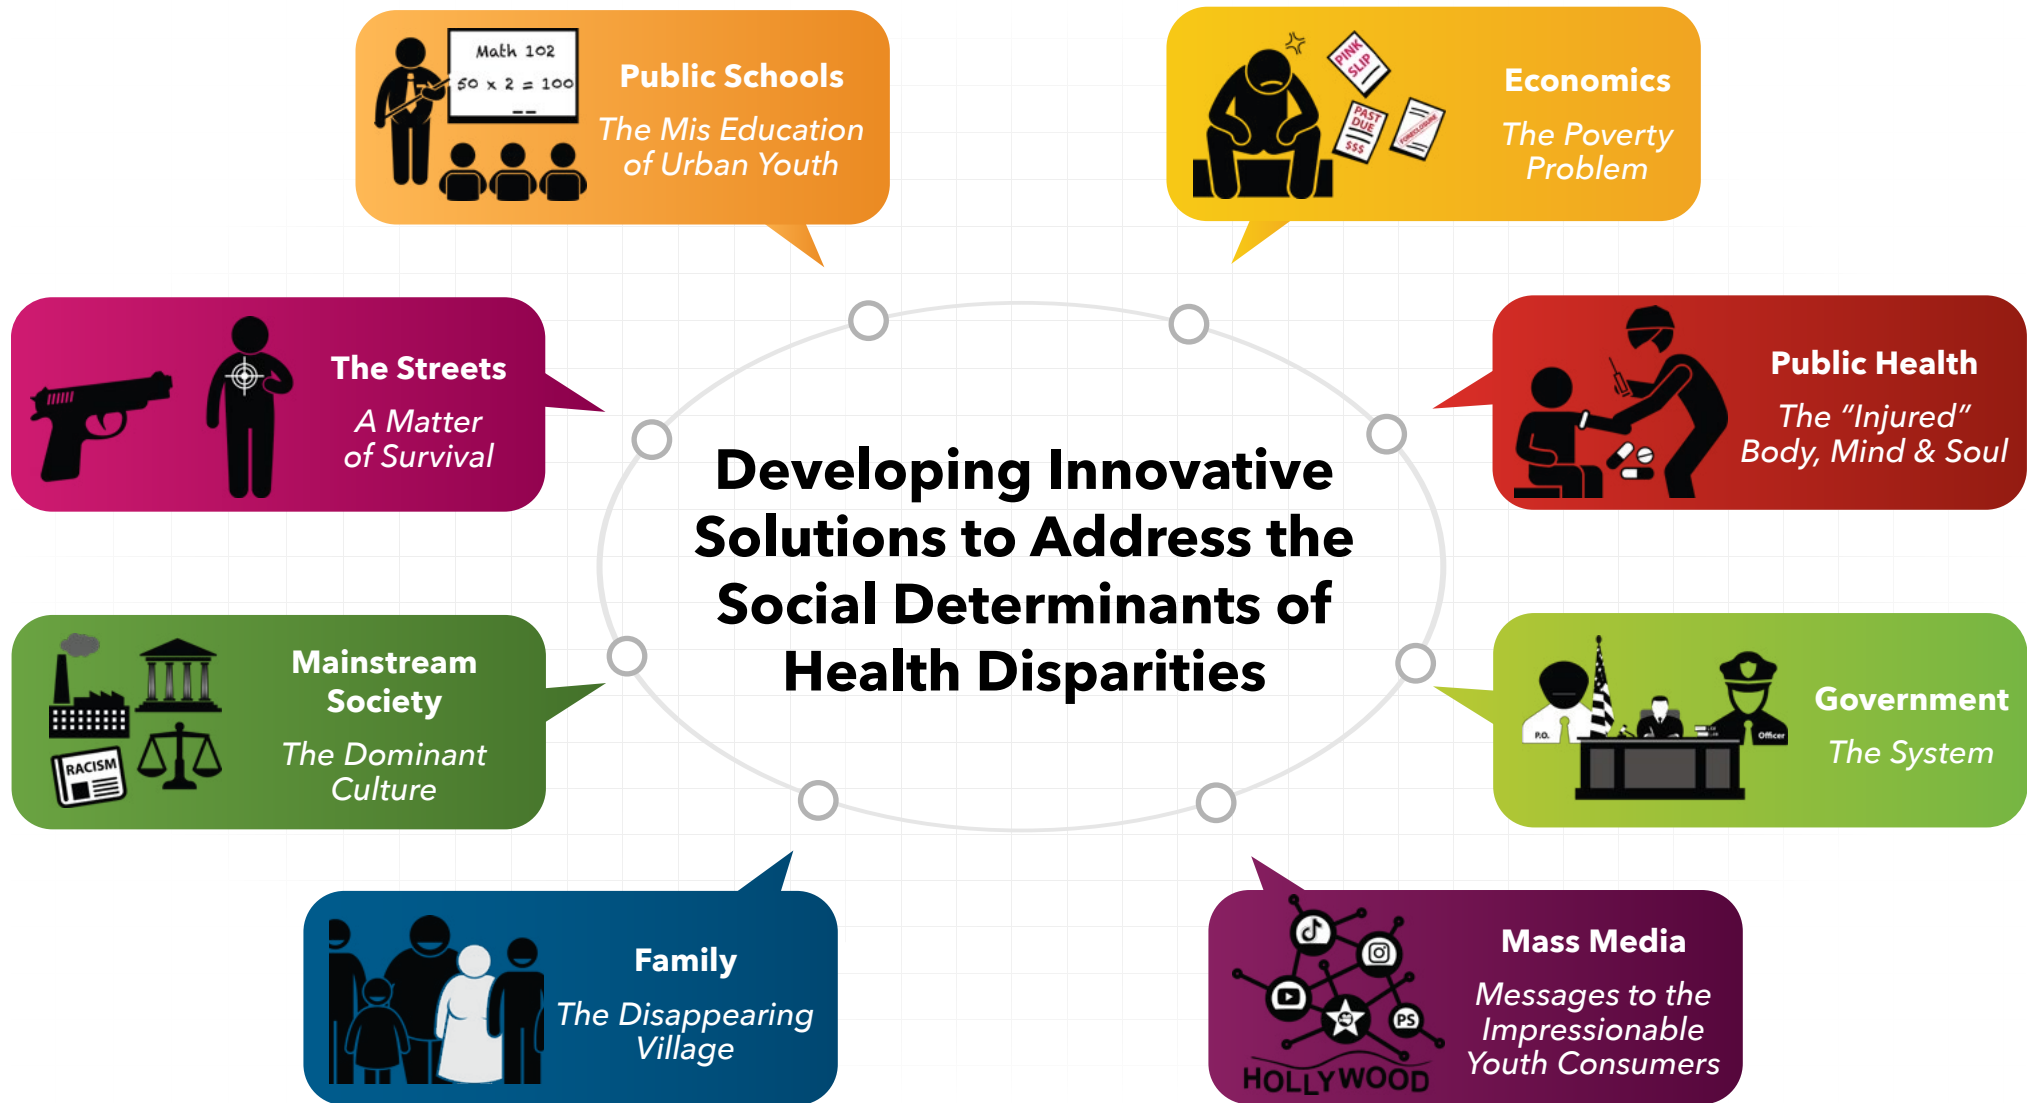 Math 102
50 x 2 = 100
Public Schools
The Mis Education
of Urban Youth
PINK
SLIP
PAST
DUE
$$$
FORECLOSURE
Economics
The Poverty
Problem
The Streets
A Matter
of Survival
Public Health
The “Injured”
Body, Mind & Soul
Developing Innovative
Solutions to Address the
Social Determinants of
Health Disparities
RACISM
Mainstream
Society
The Dominant
Culture
P.O.
Officer
Government
The System
Family
The Disappearing
Village
PS
HOLLYWOOD
Mass Media
Messages to the
Impressionable
Youth Consumers